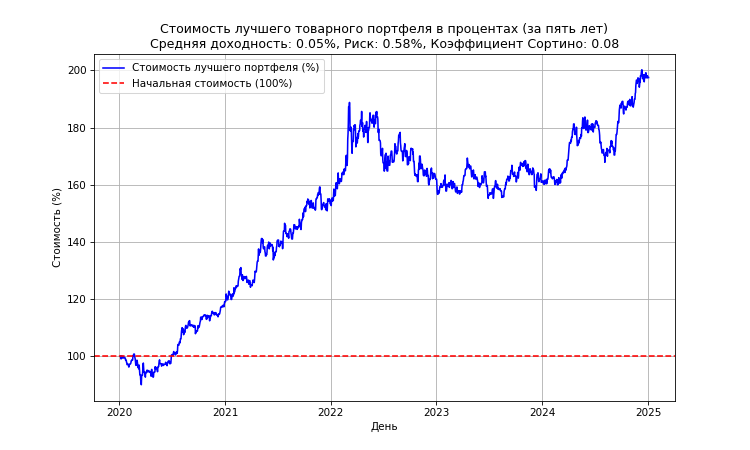 Стоимость лучшего товарного портфеля в процентах (за пять лет)
Средняя доходность: 0.05%, Риск: 0.58%, Коэффициент Сортино: 0.08
Стоимость лучшего портфеля (%)
Начальная стоимость (100%)
Стоимость (%)
200
180
160
140
120
100
2020 2021 2022 2023 2024 2025
День